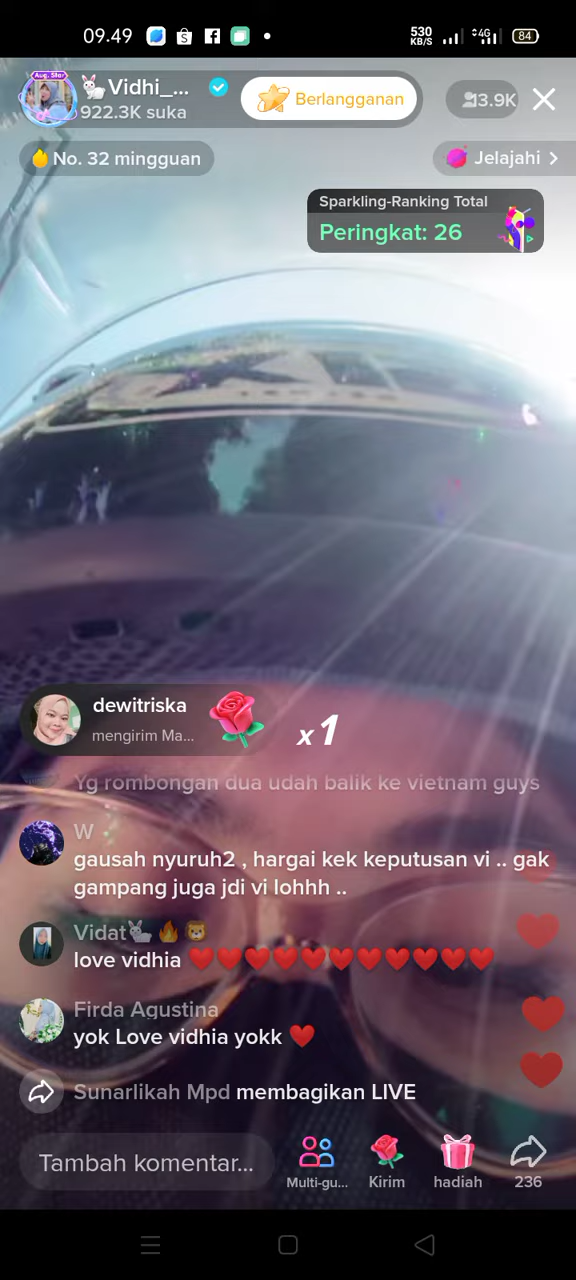 09.49
530
KB/S
4G
84
Aug. Star
Vidhi_...
922.3K suka
Berlangganan
13.9K
No. 32 mingguan
Jelajahi
Sparkling-Ranking Total
Peringkat: 26
dewitriska
mengirim Ma...
x1
Yg rombongan dua udah balik ke vietnam guys
W
gausah nyuruh2 , hargai kek keputusan vi .. gak
gampang juga jdi vi lohhh ..
Vidat
love vidhia
Firda Agustina
yok Love vidhia yokk
Sunarlikah Mpd membagikan LIVE
Tambah komentar...
Multi-gu...
Kirim
hadiah
236